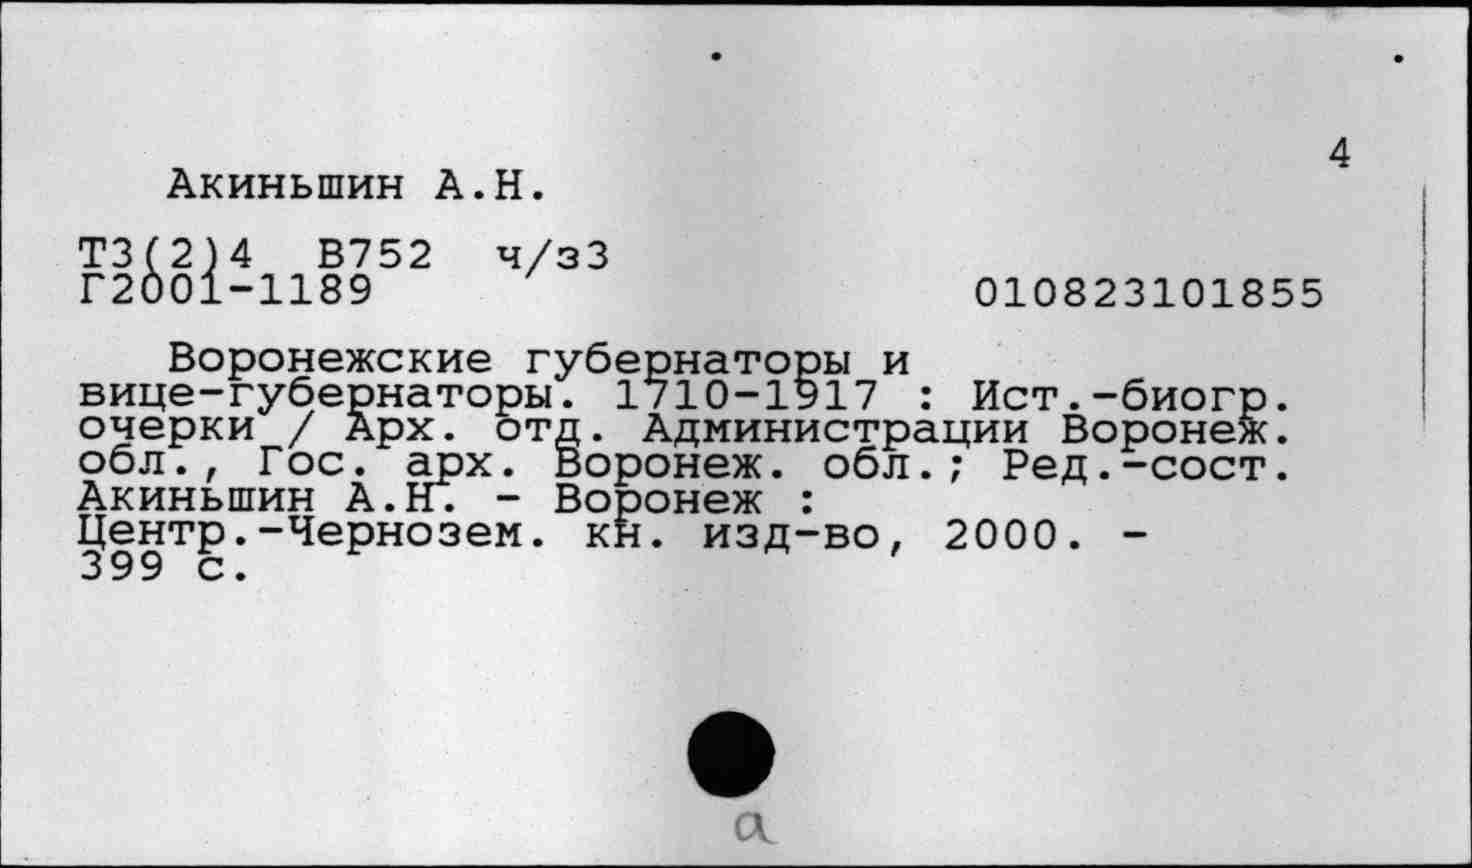 4
Акиньшин А.Н.
Т3(2)4 В752 ч/з3
Г2001-1189 010823101855
Воронежские губернаторы и
вице-губернаторы. 1710-1917 : Ист.-биогр.
очерки / Арх. отд. Администрации Воронеж.
обл., Гос. арх. Воронеж. обл.; Ред.-сост.
Акиньшин А.Н. - Воронеж :
Центр.-Чернозем. кн. изд-во, 2000. -
399 с.
а